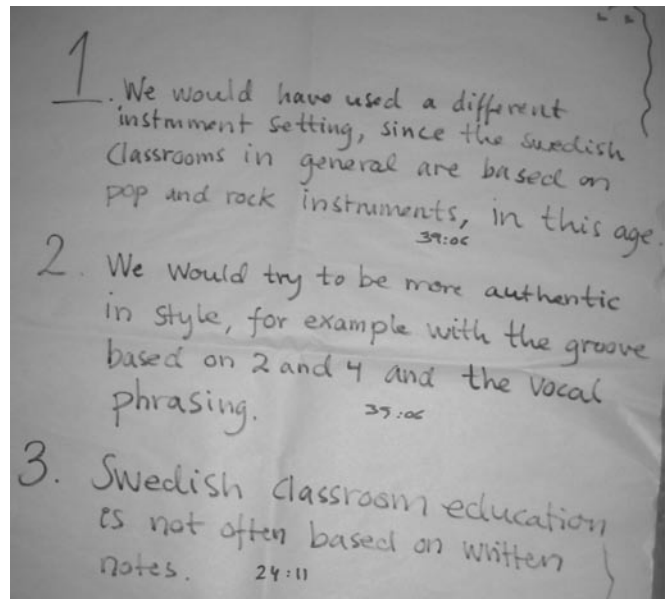 1. We would have used a different
instrument setting, since the swedish
Classrooms in general are based on
pop and rock instruments, in this age.
39:06
2. We would try to be more authentic
in style, for example with the groove
based on 2 and 4 and the vocal
phrasing. 35:06
3. Swedish classroom education
is not often based on written
notes. 24:11